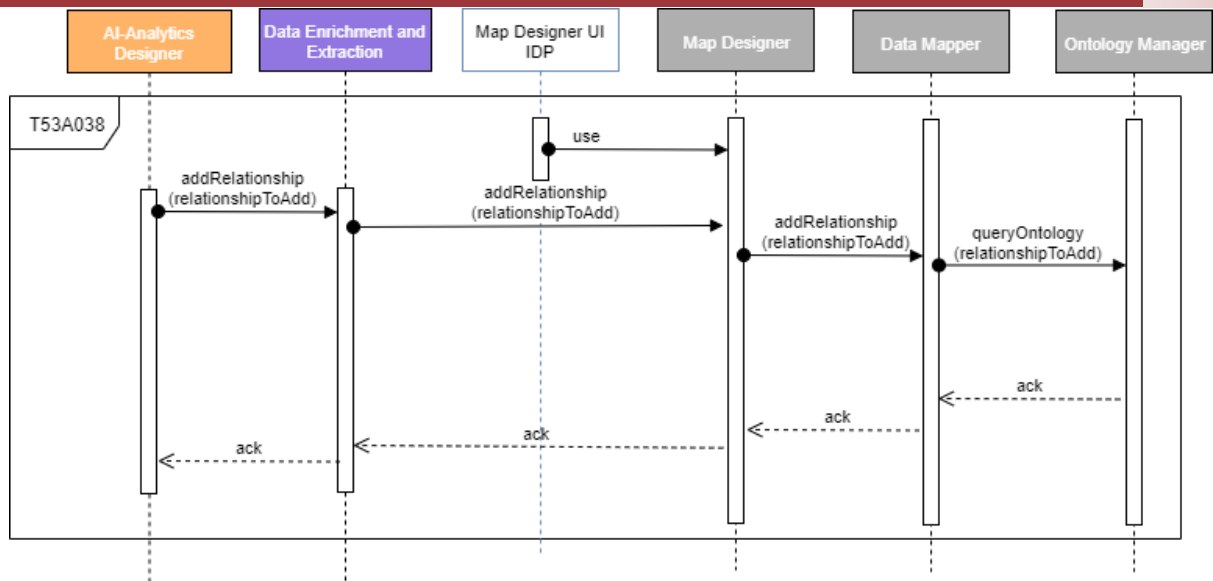 AI-Analytics
Designer
Data Enrichment and
Extraction
Map Designer UI
IDP
Map Designer
Data Mapper
Ontology Manager
T53A038
use
addRelationship
(relationshipToAdd)
addRelationship
(relationshipToAdd)
addRelationship
(relationshipToAdd)
queryOntology
(relationshipToAdd)
ack
ack
ack
ack